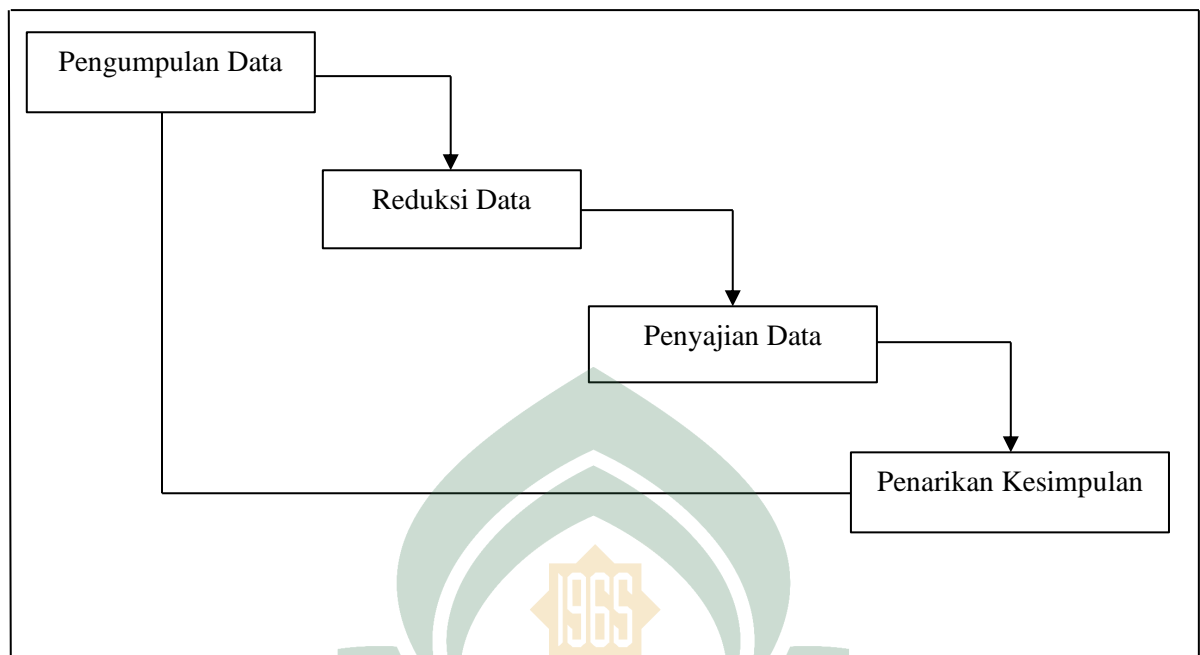 Pengumpulan Data
Reduksi Data
Penyajian Data
Penarikan Kesimpulan
1965